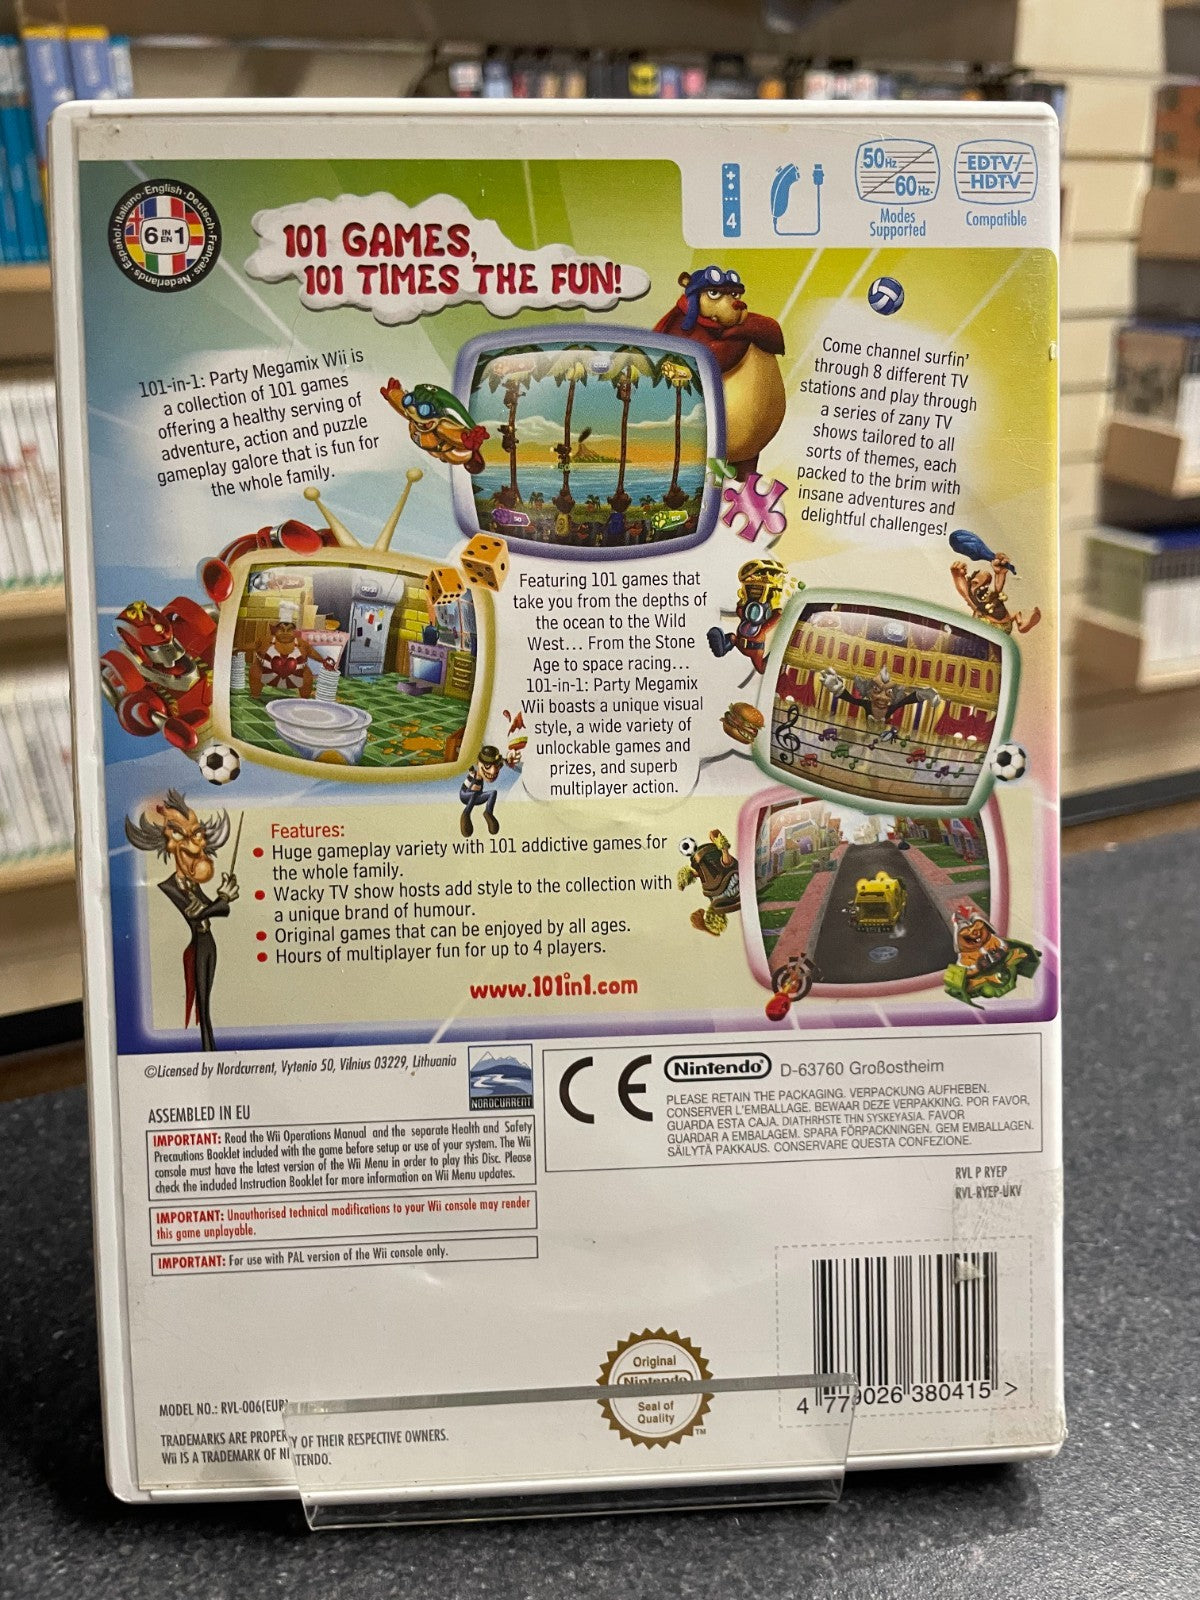 6 IN EN 1
English · Deutsch · Français · Nederlands · Español · Italiano
101 GAMES,
101 TIMES THE FUN!
4
50Hz
60Hz
Modes
Supported
EDTV/
HDTV
Compatible
101-in-1: Party Megamix Wii is
a collection of 101 games
offering a healthy serving of
adventure, action and puzzle
gameplay galore that is fun for
the whole family.
Come channel surfin'
through 8 different TV
stations and play through
a series of zany TV
shows tailored to all
sorts of themes, each
packed to the brim with
insane adventures and
delightful challenges!
Featuring 101 games that
take you from the depths of
the ocean to the Wild
West... From the Stone
Age to space racing...
101-in-1: Party Megamix
Wii boasts a unique visual
style, a wide variety of
unlockable games and
prizes, and superb
multiplayer action.
Features:
• Huge gameplay variety with 101 addictive games for
the whole family.
• Wacky TV show hosts add style to the collection with
a unique brand of humour.
• Original games that can be enjoyed by all ages.
• Hours of multiplayer fun for up to 4 players.
www.101in1.com
©Licensed by Nordcurrent, Vytenio 50, Vilnius 03229, Lithuania
NORDCURRENT
ASSEMBLED IN EU
IMPORTANT: Read the Wii Operations Manual and the separate Health and Safety
Precautions Booklet included with the game before setup or use of your system. The Wii
console must have the latest version of the Wii Menu in order to play this Disc. Please
check the included Instruction Booklet for more information on Wii Menu updates.
IMPORTANT: Unauthorised technical modifications to your Wii console may render
this game unplayable.
IMPORTANT: For use with PAL version of the Wii console only.
CE
Nintendo® D-63760 Großostheim
PLEASE RETAIN THE PACKAGING. VERPACKUNG AUFHEBEN.
CONSERVER L'EMBALLAGE. BEWAAR DEZE VERPAKKING. POR FAVOR,
GUARDA ESTA CAJA. DIATHRHSTE THN SYSKEYASIA. FAVOR
GUARDAR A EMBALAGEM. SPARA FÖRPACKNINGEN. GEM EMBALLAGEN.
SÄILYTÄ PAKKAUS. CONSERVARE QUESTA CONFEZIONE.
RVL P RYEP
RVL-RYEP-UKV
Original
Nintendo
Seal of
Quality
TM
4 779026 380415 >
MODEL NO.: RVL-006(EUR)
TRADEMARKS ARE PROPERTY OF THEIR RESPECTIVE OWNERS.
Wii IS A TRADEMARK OF NINTENDO.